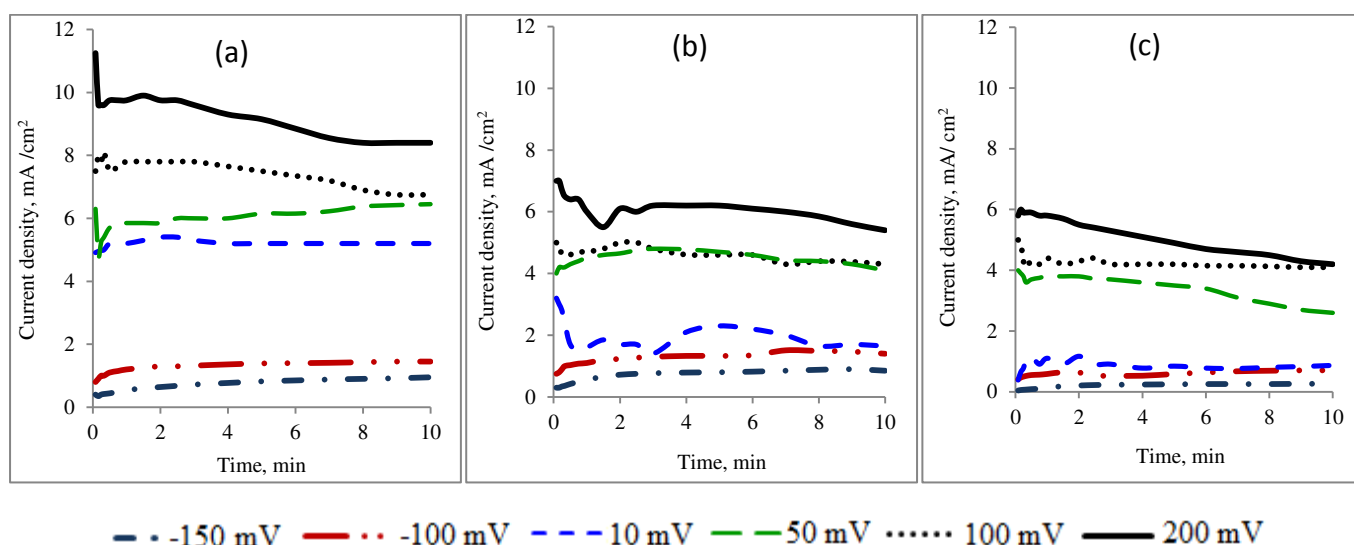 (a)
12
10
8
6
4
2
0
Current density, mA /cm²
0 2 4 6 8 10
Time, min
(b)
12
10
8
6
4
2
0
Current density, mA /cm²
0 2 4 6 8 10
Time, min
(c)
12
10
8
6
4
2
0
Current density, mA/ cm²
0 2 4 6 8 10
Time, min
-150 mV -100 mV 10 mV 50 mV 100 mV 200 mV